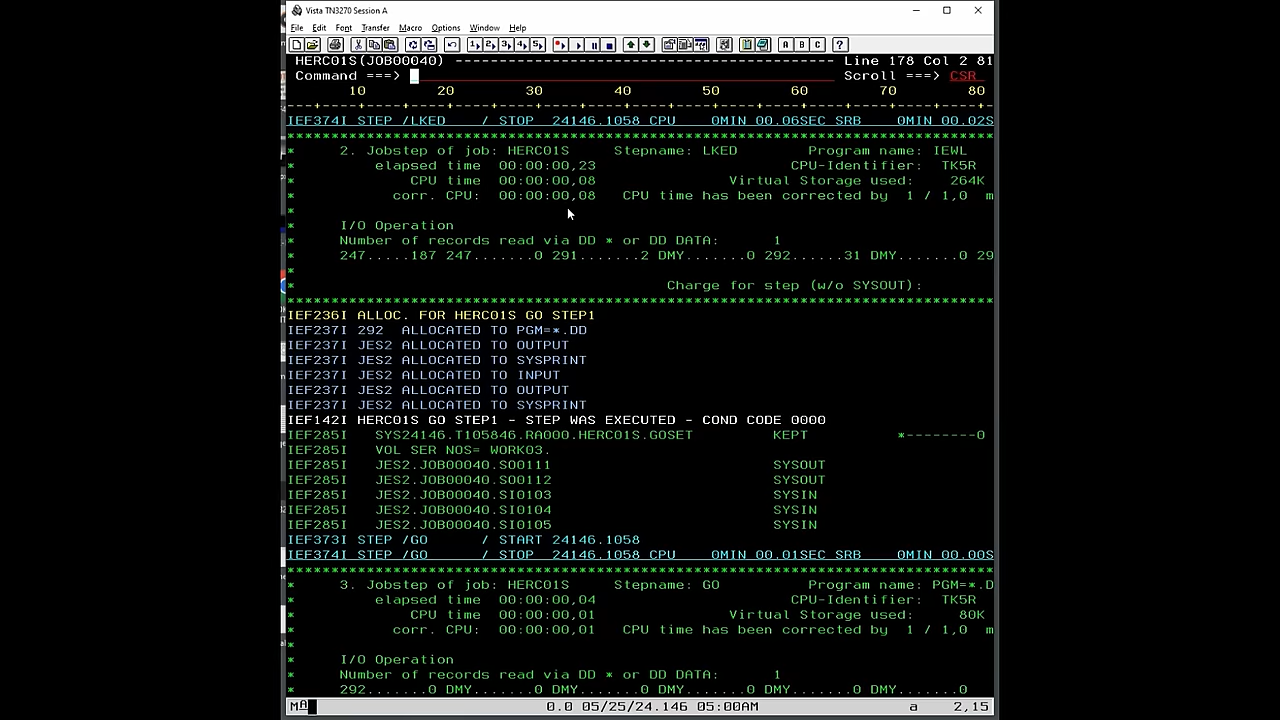 Vista TN3270 Session A
File Edit Font Transfer Macro Options Window Help
HERC01S(JOB00040) ------------------------------------------- Line 178 Col 2 81
Command ===> Scroll ===> CSR
10 20 30 40 50 60 70 80
IEF374I STEP /LKED / STOP 24146.1058 CPU 0MIN 00.06SEC SRB 0MIN 00.02S
********************************************************************************
* 2. Jobstep of job: HERC01S Stepname: LKED Program name: IEWL
* elapsed time 00:00:00,23 CPU-Identifier: TK5R
* CPU time 00:00:00,08 Virtual Storage used: 264K
* corr. CPU: 00:00:00,08 CPU time has been corrected by 1 / 1,0 m
*
* I/O Operation
* Number of records read via DD * or DD DATA: 1
* 247.....187 247.......0 291.......2 DMY.......0 292......31 DMY.......0 29
*
* Charge for step (w/o SYSOUT):
********************************************************************************
IEF236I ALLOC. FOR HERC01S GO STEP1
IEF237I 292 ALLOCATED TO PGM=*.DD
IEF237I JES2 ALLOCATED TO OUTPUT
IEF237I JES2 ALLOCATED TO SYSPRINT
IEF237I JES2 ALLOCATED TO INPUT
IEF237I JES2 ALLOCATED TO OUTPUT
IEF237I JES2 ALLOCATED TO SYSPRINT
IEF142I HERC01S GO STEP1 - STEP WAS EXECUTED - COND CODE 0000
IEF285I SYS24146.T105846.RA000.HERC01S.GOSET KEPT *--------0
IEF285I VOL SER NOS= WORK03.
IEF285I JES2.JOB00040.SO0111 SYSOUT
IEF285I JES2.JOB00040.SO0112 SYSOUT
IEF285I JES2.JOB00040.SI0103 SYSIN
IEF285I JES2.JOB00040.SI0104 SYSIN
IEF285I JES2.JOB00040.SI0105 SYSIN
IEF373I STEP /GO / START 24146.1058
IEF374I STEP /GO / STOP 24146.1058 CPU 0MIN 00.01SEC SRB 0MIN 00.00S
********************************************************************************
* 3. Jobstep of job: HERC01S Stepname: GO Program name: PGM=*.D
* elapsed time 00:00:00,04 CPU-Identifier: TK5R
* CPU time 00:00:00,01 Virtual Storage used: 80K
* corr. CPU: 00:00:00,01 CPU time has been corrected by 1 / 1,0 m
*
* I/O Operation
* Number of records read via DD * or DD DATA: 1
* 292.......0 DMY.......0 DMY.......0 DMY.......0 DMY.......0 DMY.......0
MA 0.0 05/25/24.146 05:00AM a 2,15